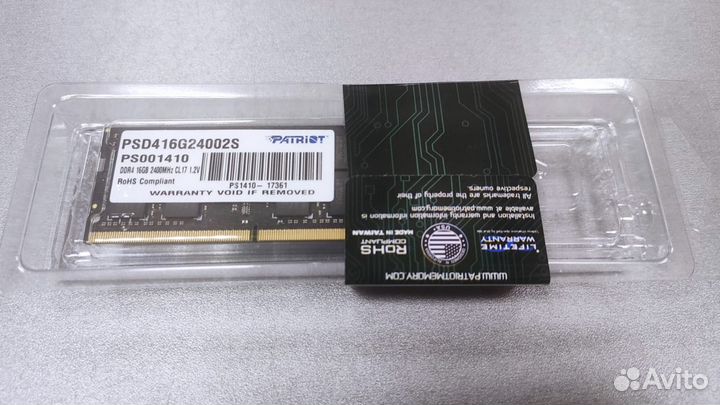 PATRIOT
PSD416G24002S
PS001410
DDR4 16GB 2400MHz CL17 1.2V
RoHS Compliant
PS1410- 17361
WARRANTY VOID IF REMOVED
WWW.PATRIOTMEMORY.COM
LIFETIME
WARRANTY
RoHS
COMPLIANT
MADE IN TAIWAN
USA
Installation and warranty information is
available at www.patriotmemory.com
All trademarks are the property of their
respective owners.
Avito